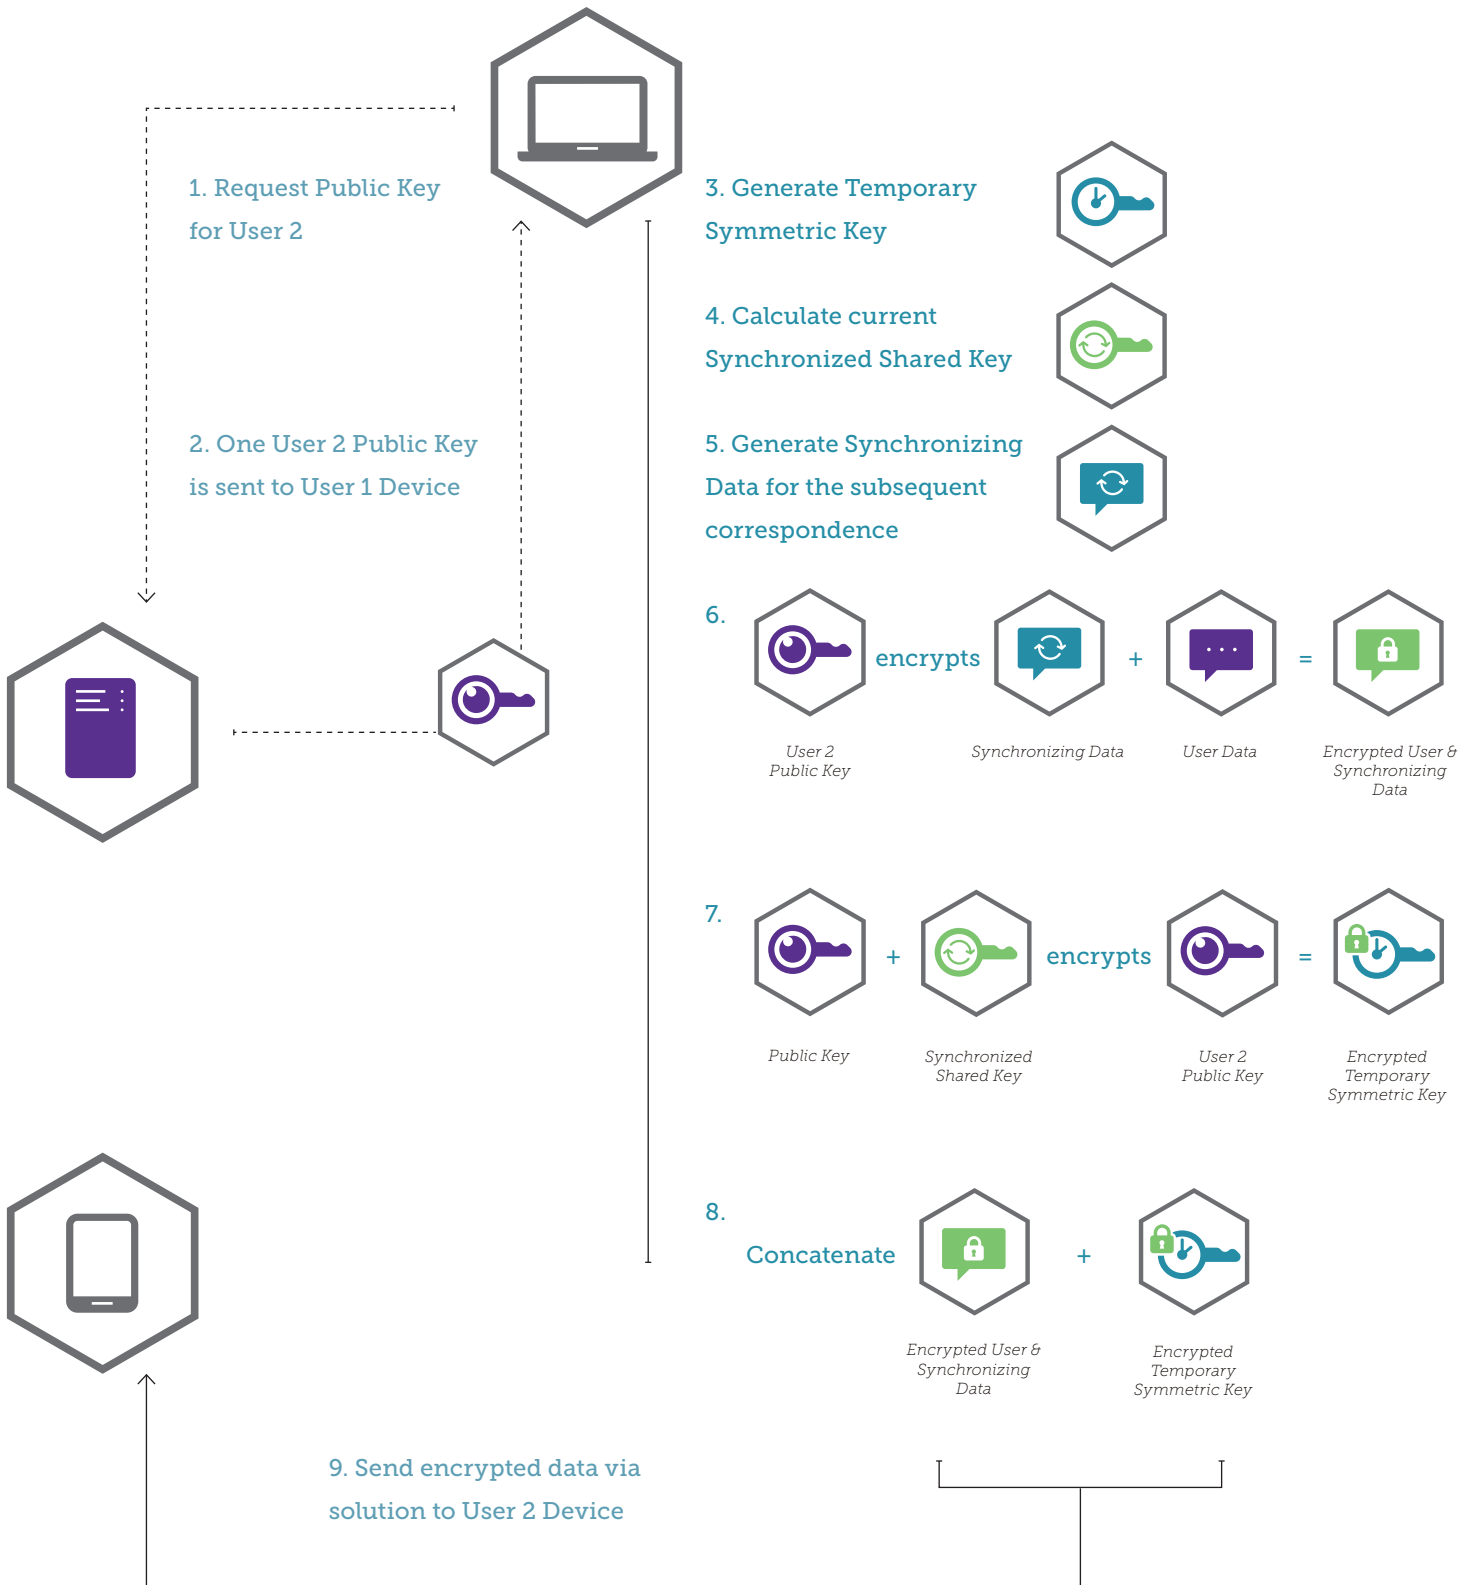 1. Request Public Key
for User 2
2. One User 2 Public Key
is sent to User 1 Device
3. Generate Temporary
Symmetric Key
4. Calculate current
Synchronized Shared Key
5. Generate Synchronizing
Data for the subsequent
correspondence
6.
encrypts
+
=
User 2
Public Key
Synchronizing Data
User Data
Encrypted User &
Synchronizing
Data
7.
+
encrypts
=
Public Key
Synchronized
Shared Key
User 2
Public Key
Encrypted
Temporary
Symmetric Key
8.
Concatenate
+
Encrypted User &
Synchronizing
Data
Encrypted
Temporary
Symmetric Key
9. Send encrypted data via
solution to User 2 Device